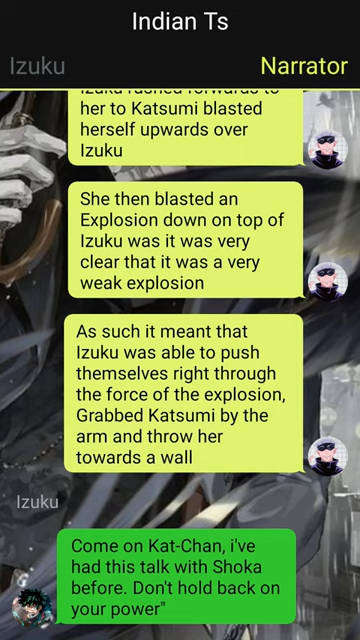 Indian Ts
Izuku
Narrator
Izuku rushed forwards to
her to Katsumi blasted
herself upwards over
Izuku
She then blasted an
Explosion down on top of
Izuku was it was very
clear that it was a very
weak explosion
As such it meant that
Izuku was able to push
themselves right through
the force of the explosion,
Grabbed Katsumi by the
arm and throw her
towards a wall
Izuku
Come on Kat-Chan, i've
had this talk with Shoka
before. Don't hold back on
your power"